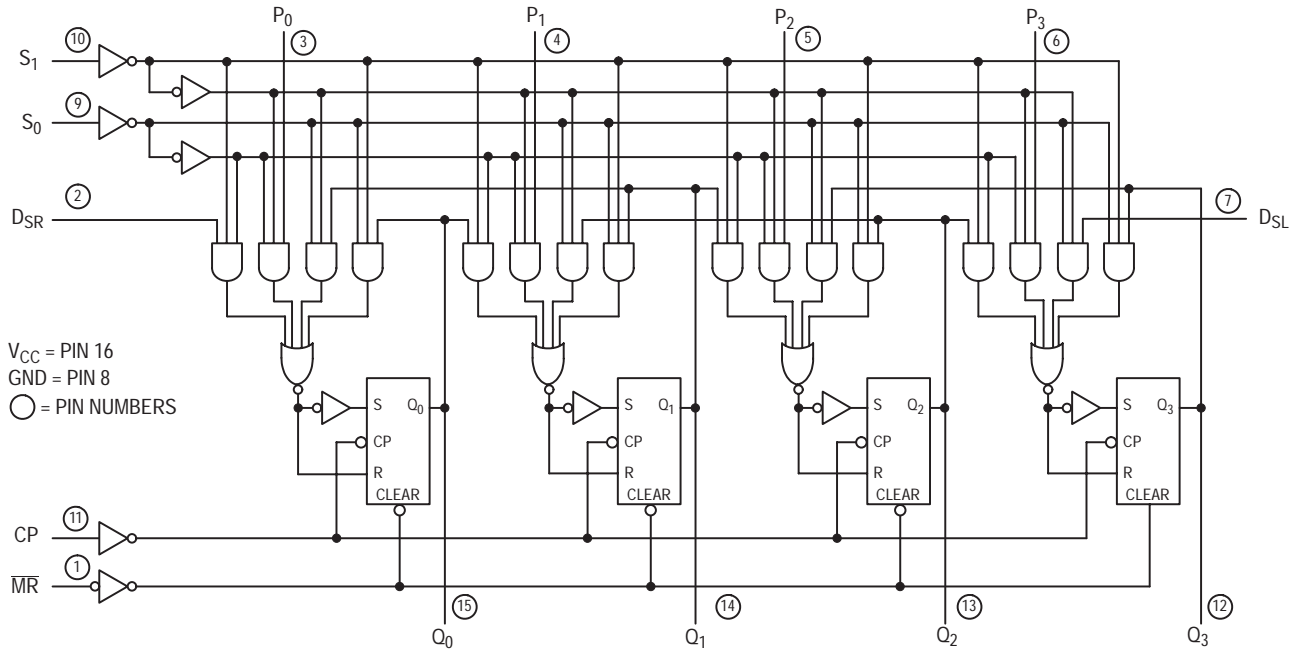 P0 P1 P2 P3
10 3 4 5 6
S1
9
S0
2 7
DSR DSL
VCC = PIN 16
GND = PIN 8
= PIN NUMBERS
S Q0 S Q1 S Q2 S Q3
CP CP CP CP
R R R R
CLEAR CLEAR CLEAR CLEAR
11
CP
1
MR
15 14 13 12
Q0 Q1 Q2 Q3